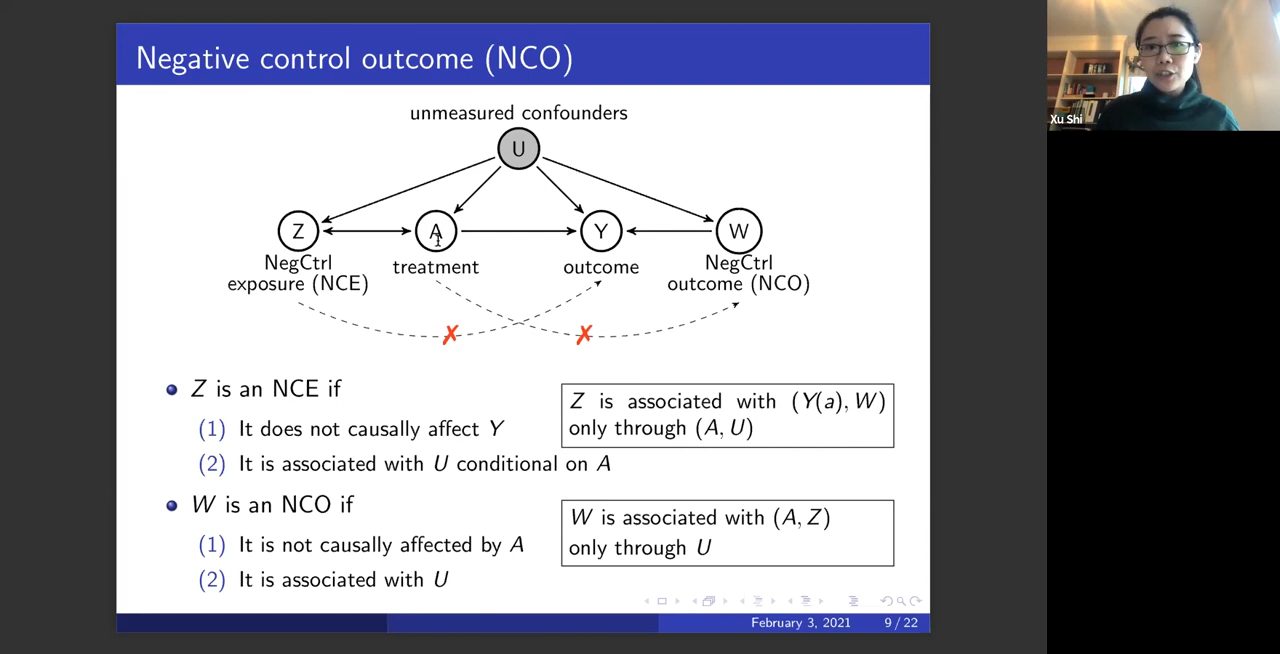 Negative control outcome (NCO)
unmeasured confounders
U
Z
A
Y
W
NegCtrl
exposure (NCE)
treatment
outcome
NegCtrl
outcome (NCO)
✗
✗
Z is an NCE if
(1) It does not causally affect Y
(2) It is associated with U conditional on A
Z is associated with (Y(a), W)
only through (A, U)
W is an NCO if
(1) It is not causally affected by A
(2) It is associated with U
W is associated with (A, Z)
only through U
February 3, 2021
9 / 22
Xu Shi